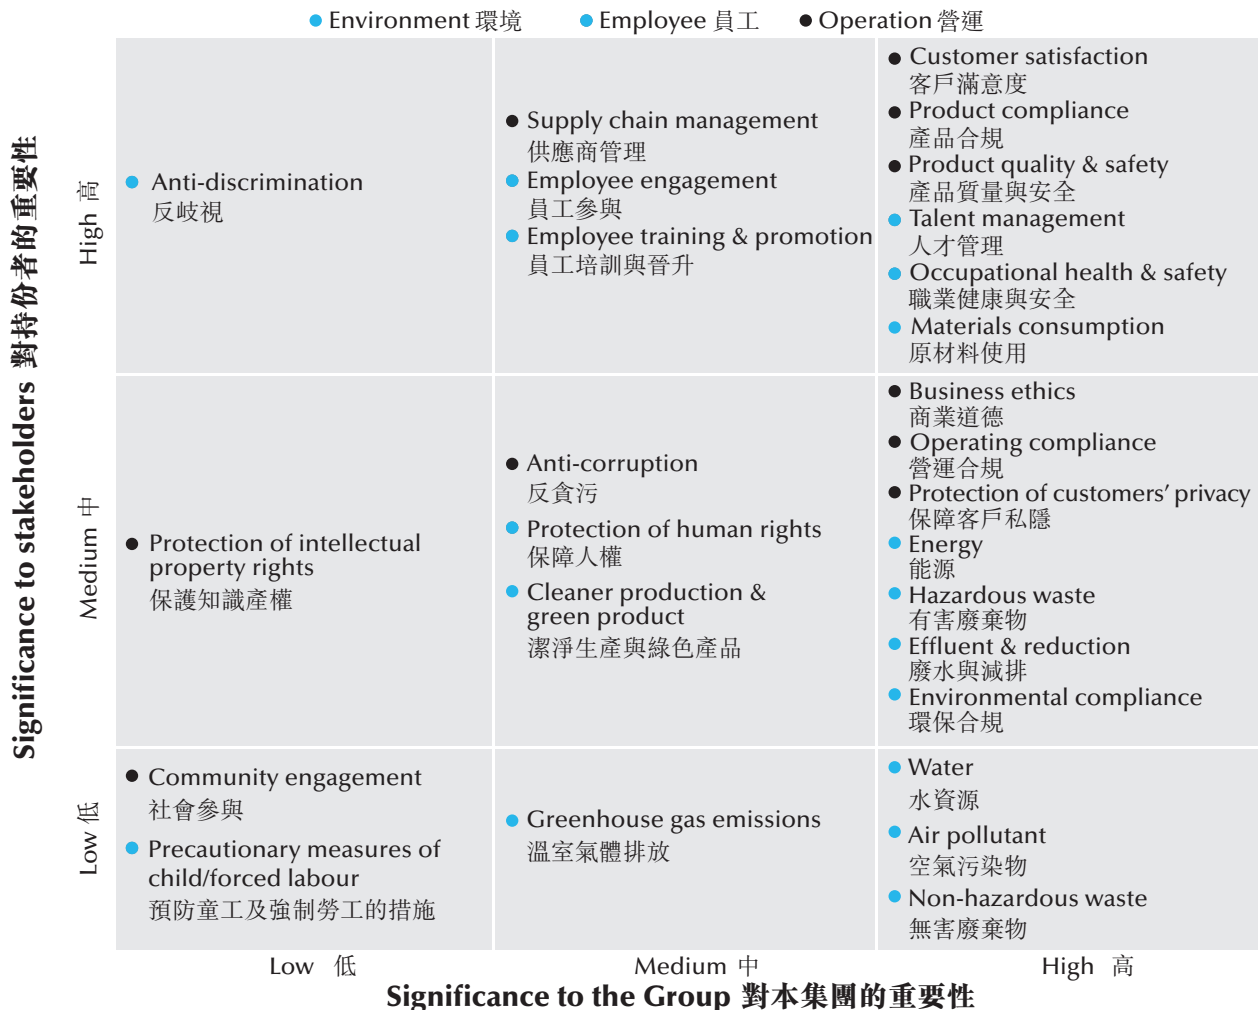 Environment 環境 Employee 員工 Operation 營運
Significance to stakeholders 對持份者的重要性
High 高
Anti-discrimination
反岐視
Supply chain management
供應商管理
Employee engagement
員工參與
Employee training & promotion
員工培訓與晉升
Customer satisfaction
客戶滿意度
Product compliance
產品合規
Product quality & safety
產品質量與安全
Talent management
人才管理
Occupational health & safety
職業健康與安全
Materials consumption
原材料使用
Medium 中
Protection of intellectual
property rights
保護知識產權
Anti-corruption
反貪污
Protection of human rights
保障人權
Cleaner production &
green product
潔淨生產與綠色產品
Business ethics
商業道德
Operating compliance
營運合規
Protection of customers’ privacy
保障客戶私隱
Energy
能源
Hazardous waste
有害廢棄物
Effluent & reduction
廢水與減排
Environmental compliance
環保合規
Low 低
Community engagement
社會參與
Precautionary measures of
child/forced labour
預防童工及強制勞工的措施
Greenhouse gas emissions
溫室氣體排放
Water
水資源
Air pollutant
空氣污染物
Non-hazardous waste
無害廢棄物
Low 低 Medium 中 High 高
Significance to the Group 對本集團的重要性